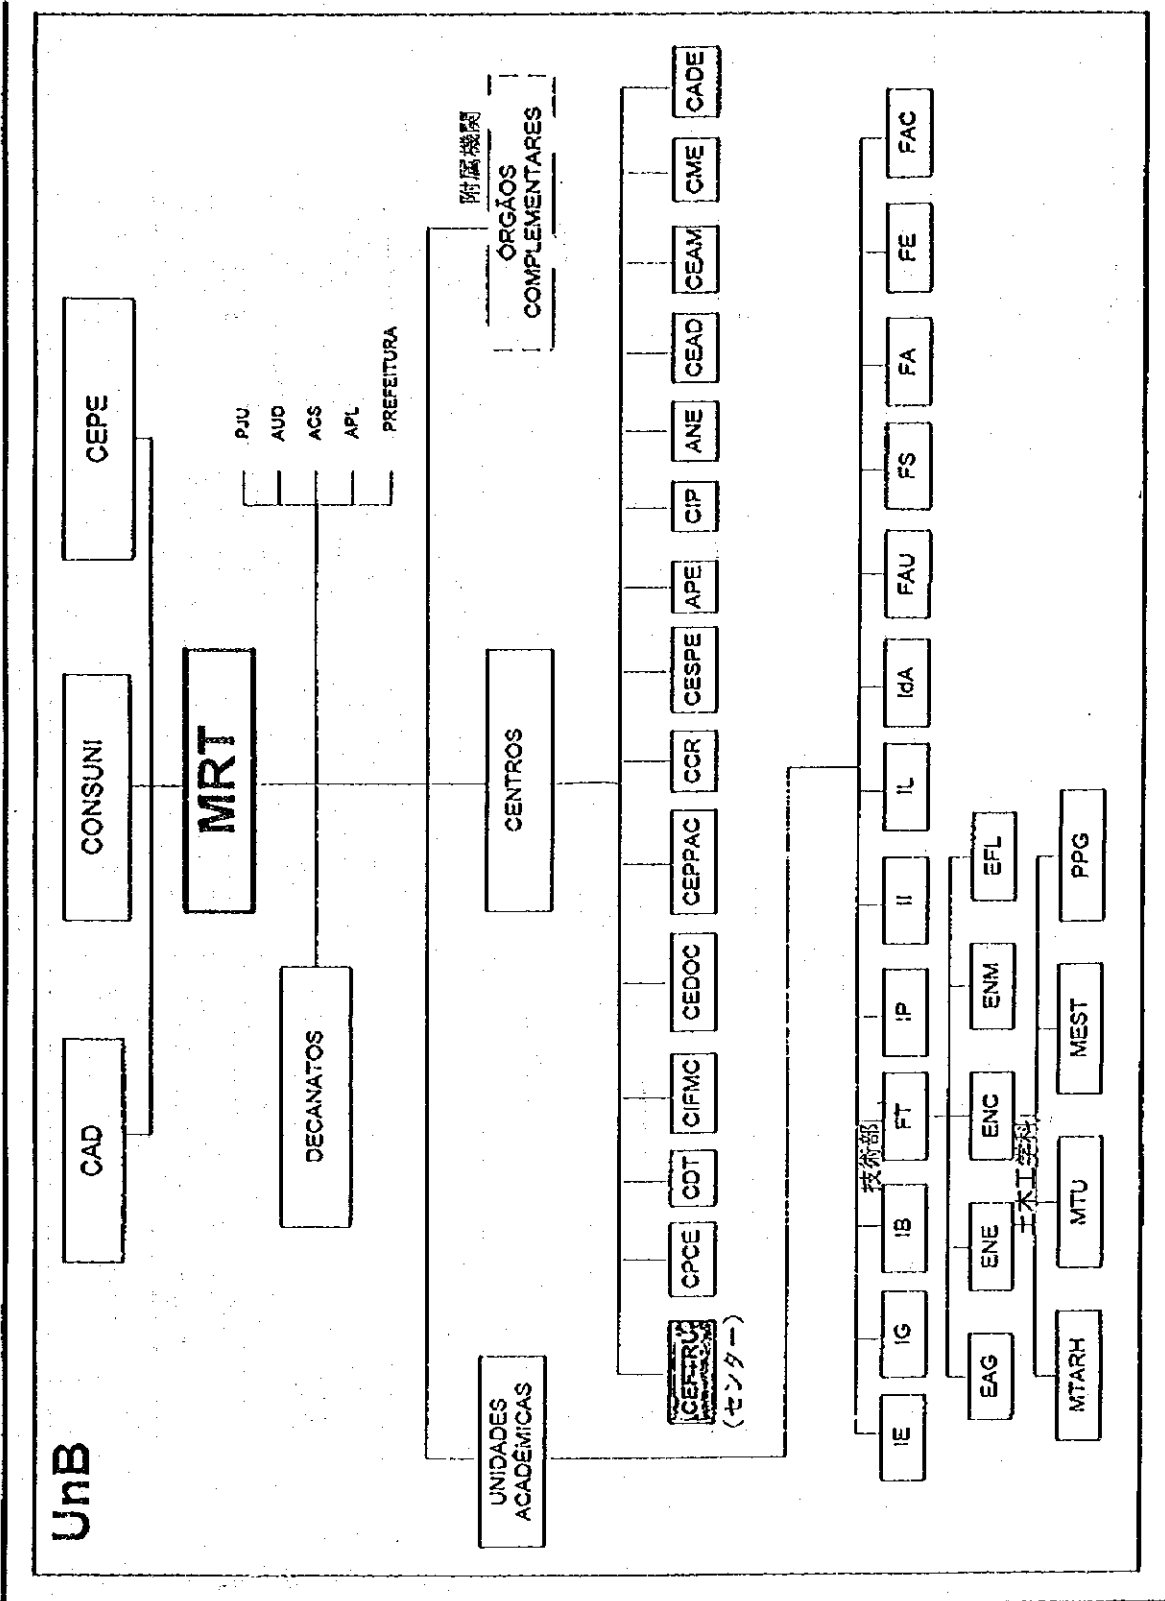 UnB
CAD
CONSUNI
CEPE
MRT
DECANATOS
PJU
AUD
ACS
APL
PREFEITURA
UNIDADES
ACADÊMICAS
CENTROS
附属機関
ÓRGÃOS
COMPLEMENTARES
CEFTRU
(センター)
CPCE
CDT
CIFMC
CEDOC
CEPPAC
CCR
CESPE
APE
CIP
ANE
CEAD
CEAM
CME
CADE
技術部
IE
IG
IB
FT
IP
II
IL
IdA
FAU
FS
FA
FE
FAC
EAG
ENE
ENC
ENM
EFL
土木工学科
MTARH
MTU
MEST
PPG